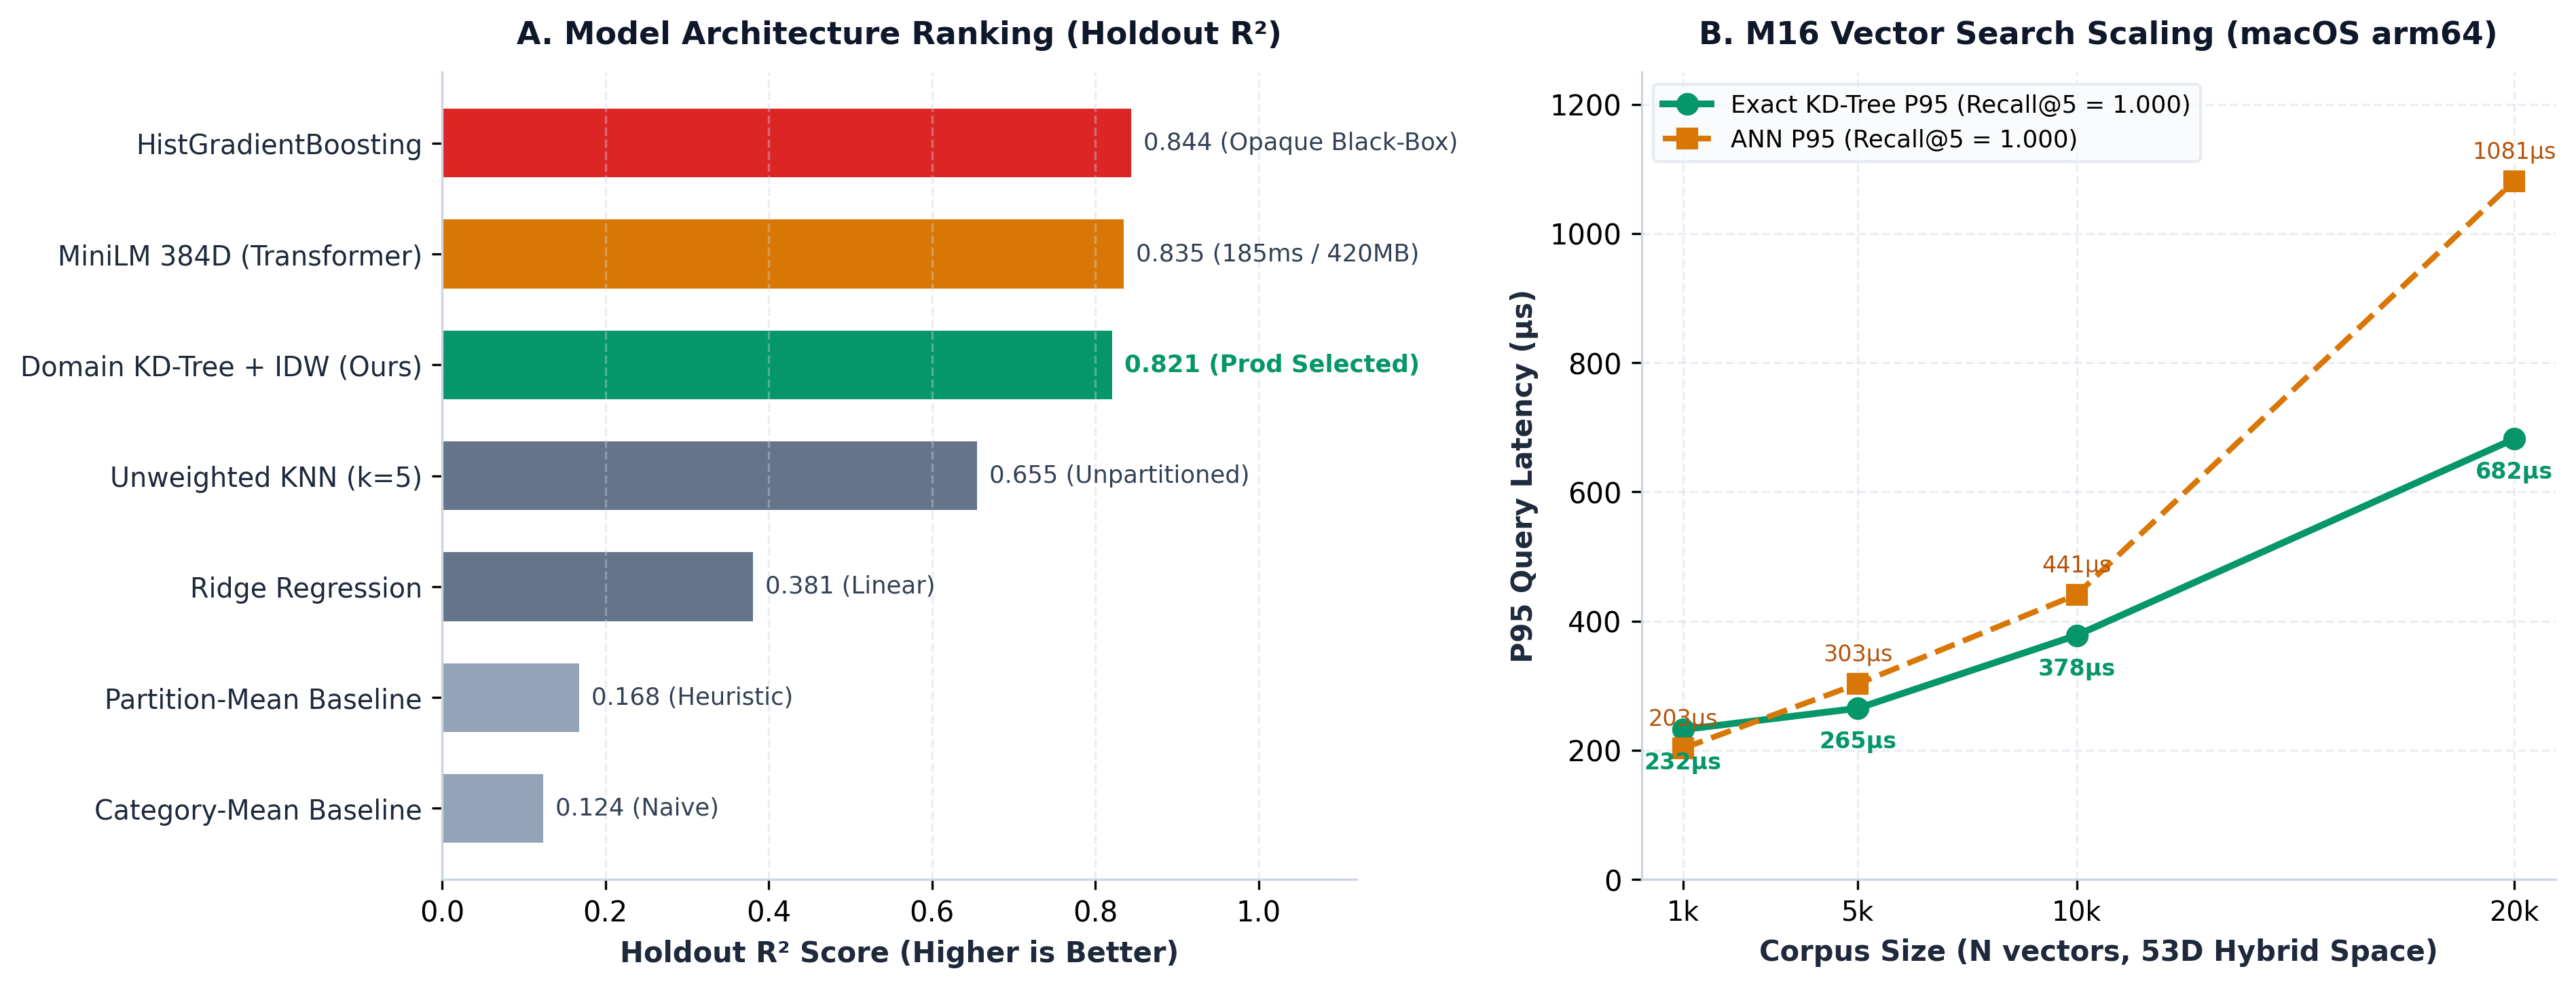 A. Model Architecture Ranking (Holdout R²)
HistGradientBoosting
0.844 (Opaque Black-Box)
MiniLM 384D (Transformer)
0.835 (185ms / 420MB)
Domain KD-Tree + IDW (Ours)
0.821 (Prod Selected)
Unweighted KNN (k=5)
0.655 (Unpartitioned)
Ridge Regression
0.381 (Linear)
Partition-Mean Baseline
0.168 (Heuristic)
Category-Mean Baseline
0.124 (Naive)
0.0 0.2 0.4 0.6 0.8 1.0
Holdout R² Score (Higher is Better)
B. M16 Vector Search Scaling (macOS arm64)
Exact KD-Tree P95 (Recall@5 = 1.000)
ANN P95 (Recall@5 = 1.000)
P95 Query Latency (µs)
1200
1000
800
600
400
200
0
1081µs
682µs
441µs
378µs
303µs
265µs
203µs
232µs
1k 5k 10k 20k
Corpus Size (N vectors, 53D Hybrid Space)